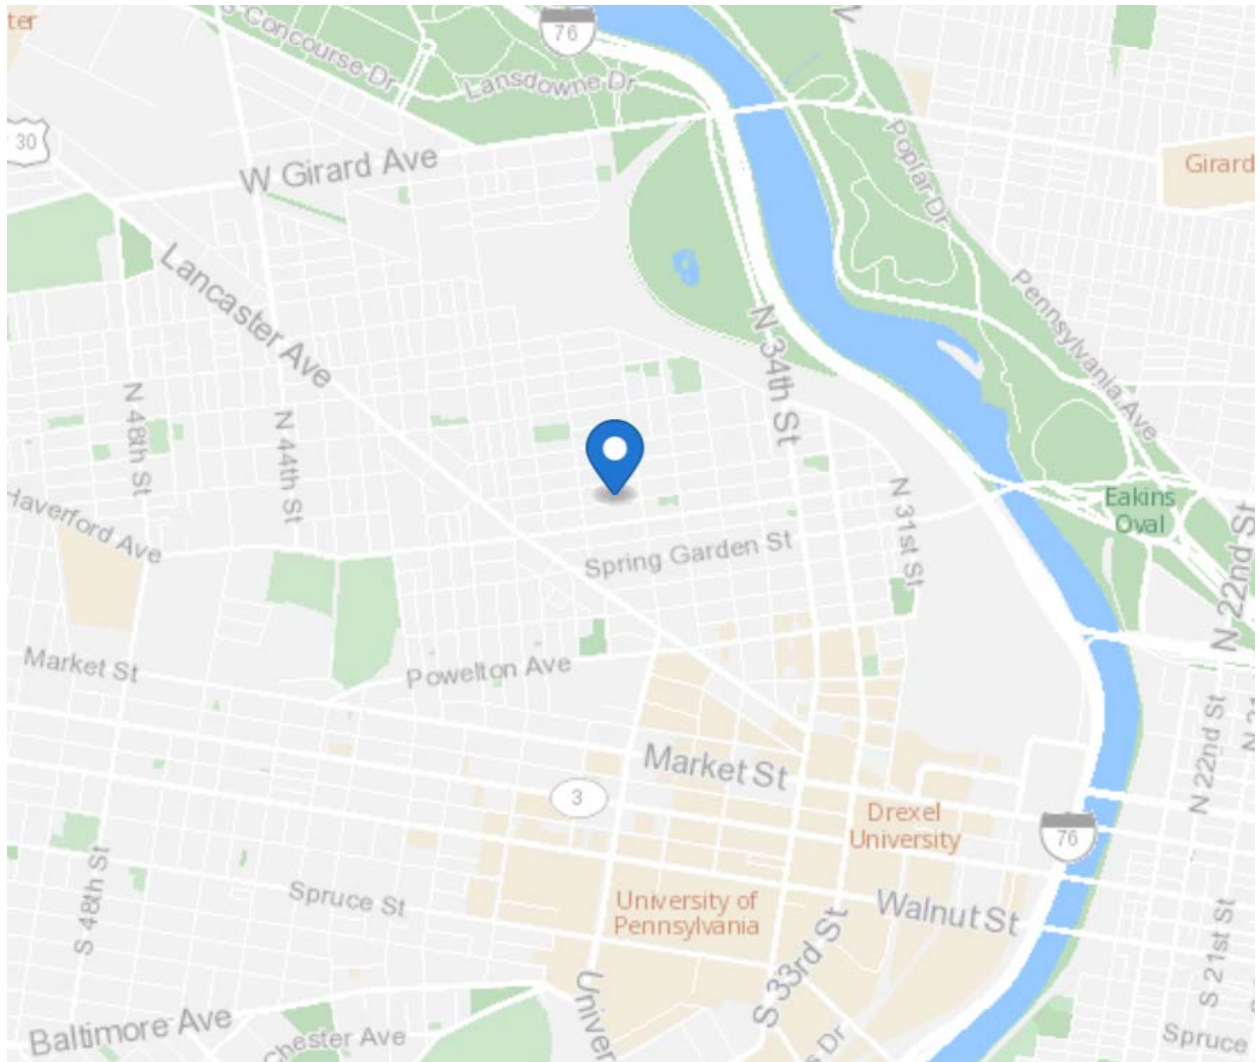 ter
76
S Concourse Dr
Lansdowne Dr
30
W Girard Ave
Poplar Dr
Girard
Lancaster Ave
Pennsylvania Ave
N 34th St
N 48th St
N 44th St
N 31st St
Eakins
Oval
Haverford Ave
N 22nd St
Spring Garden St
Market St
Powelton Ave
N 22nd St
Market St
3
Drexel
University
76
Spruce St
University of
Pennsylvania
Walnut St
S 48th St
S 33rd St
S 21st St
Univer
Baltimore Ave
Chester Ave
s Dr
Spruce